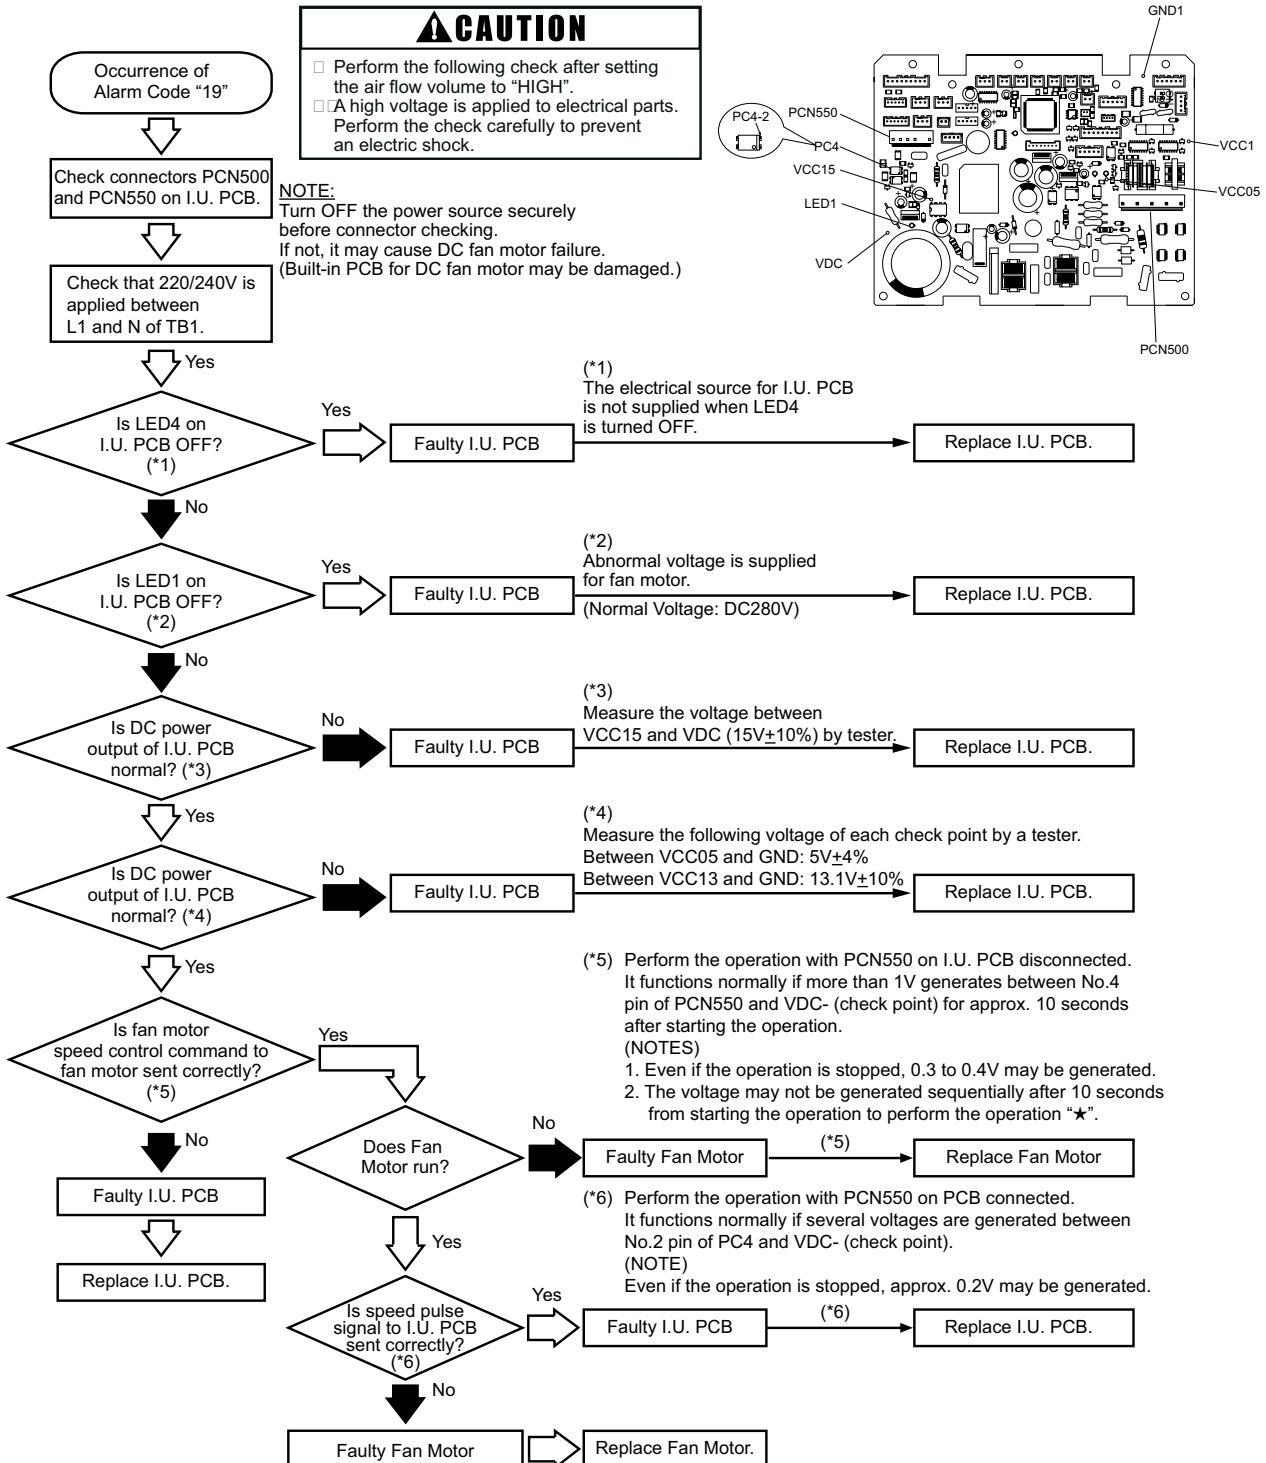 CAUTION
Perform the following check after setting
the air flow volume to “HIGH”.
A high voltage is applied to electrical parts.
Perform the check carefully to prevent
an electric shock.
Occurrence of
Alarm Code “19”
Check connectors PCN500
and PCN550 on I.U. PCB.
NOTE:
Turn OFF the power source securely
before connector checking.
If not, it may cause DC fan motor failure.
(Built-in PCB for DC fan motor may be damaged.)
GND1
PCN550
PC4-2
PC4
VCC15
LED1
VDC
VCC1
VCC05
PCN500
Check that 220/240V is
applied between
L1 and N of TB1.
Yes
Is LED4 on
I.U. PCB OFF?
(*1)
Yes
Faulty I.U. PCB
(*1)
The electrical source for I.U. PCB
is not supplied when LED4
is turned OFF.
Replace I.U. PCB.
No
Is LED1 on
I.U. PCB OFF?
(*2)
Yes
Faulty I.U. PCB
(*2)
Abnormal voltage is supplied
for fan motor.
(Normal Voltage: DC280V)
Replace I.U. PCB.
No
Is DC power
output of I.U. PCB
normal? (*3)
No
Faulty I.U. PCB
(*3)
Measure the voltage between
VCC15 and VDC (15V±10%) by tester.
Replace I.U. PCB.
Yes
Is DC power
output of I.U. PCB
normal? (*4)
No
Faulty I.U. PCB
(*4)
Measure the following voltage of each check point by a tester.
Between VCC05 and GND: 5V±4%
Between VCC13 and GND: 13.1V±10%
Replace I.U. PCB.
Yes
Is fan motor
speed control command to
fan motor sent correctly?
(*5)
Yes
(*5) Perform the operation with PCN550 on I.U. PCB disconnected.
It functions normally if more than 1V generates between No.4
pin of PCN550 and VDC- (check point) for approx. 10 seconds
after starting the operation.
(NOTES)
1. Even if the operation is stopped, 0.3 to 0.4V may be generated.
2. The voltage may not be generated sequentially after 10 seconds
from starting the operation to perform the operation “★”.
No
Faulty I.U. PCB
Replace I.U. PCB.
Does Fan
Motor run?
No
Faulty Fan Motor
(*5)
Replace Fan Motor
Yes
(*6) Perform the operation with PCN550 on PCB connected.
It functions normally if several voltages are generated between
No.2 pin of PC4 and VDC- (check point).
(NOTE)
Even if the operation is stopped, approx. 0.2V may be generated.
Is speed pulse
signal to I.U. PCB
sent correctly?
(*6)
Yes
Faulty I.U. PCB
(*6)
Replace I.U. PCB.
No
Faulty Fan Motor
Replace Fan Motor.